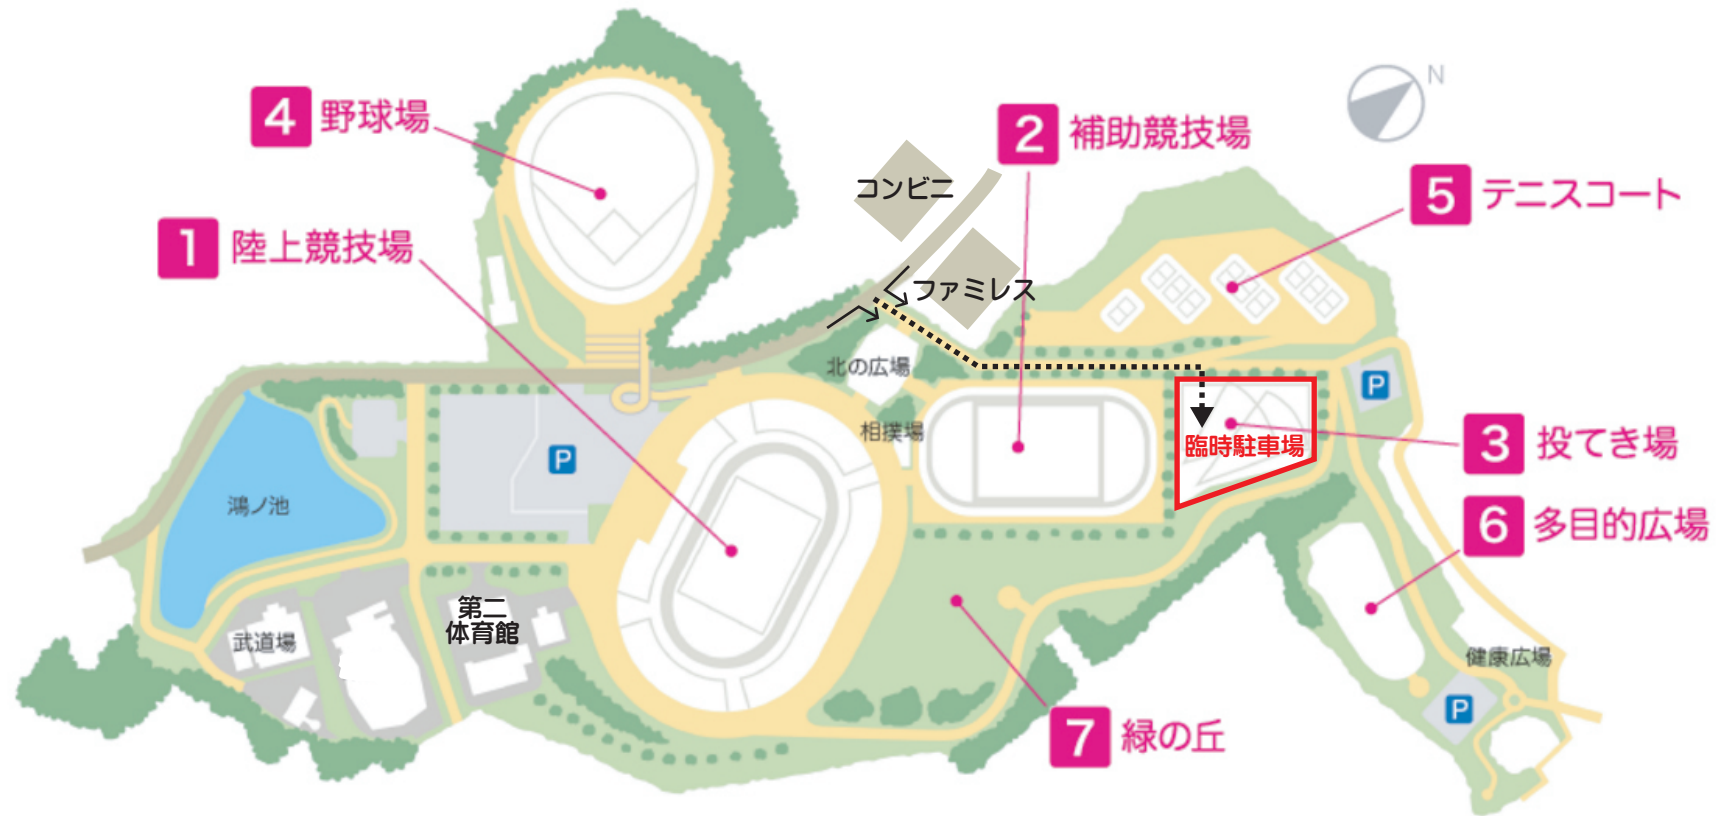 N
4 野球場
2 補助競技場
コンビニ
5 テニスコート
1 陸上競技場
ファミレス
北の広場
P
相撲場
臨時駐車場
3 投てき場
P
鴻ノ池
6 多目的広場
第二
体育館
武道場
健康広場
P
7 緑の丘